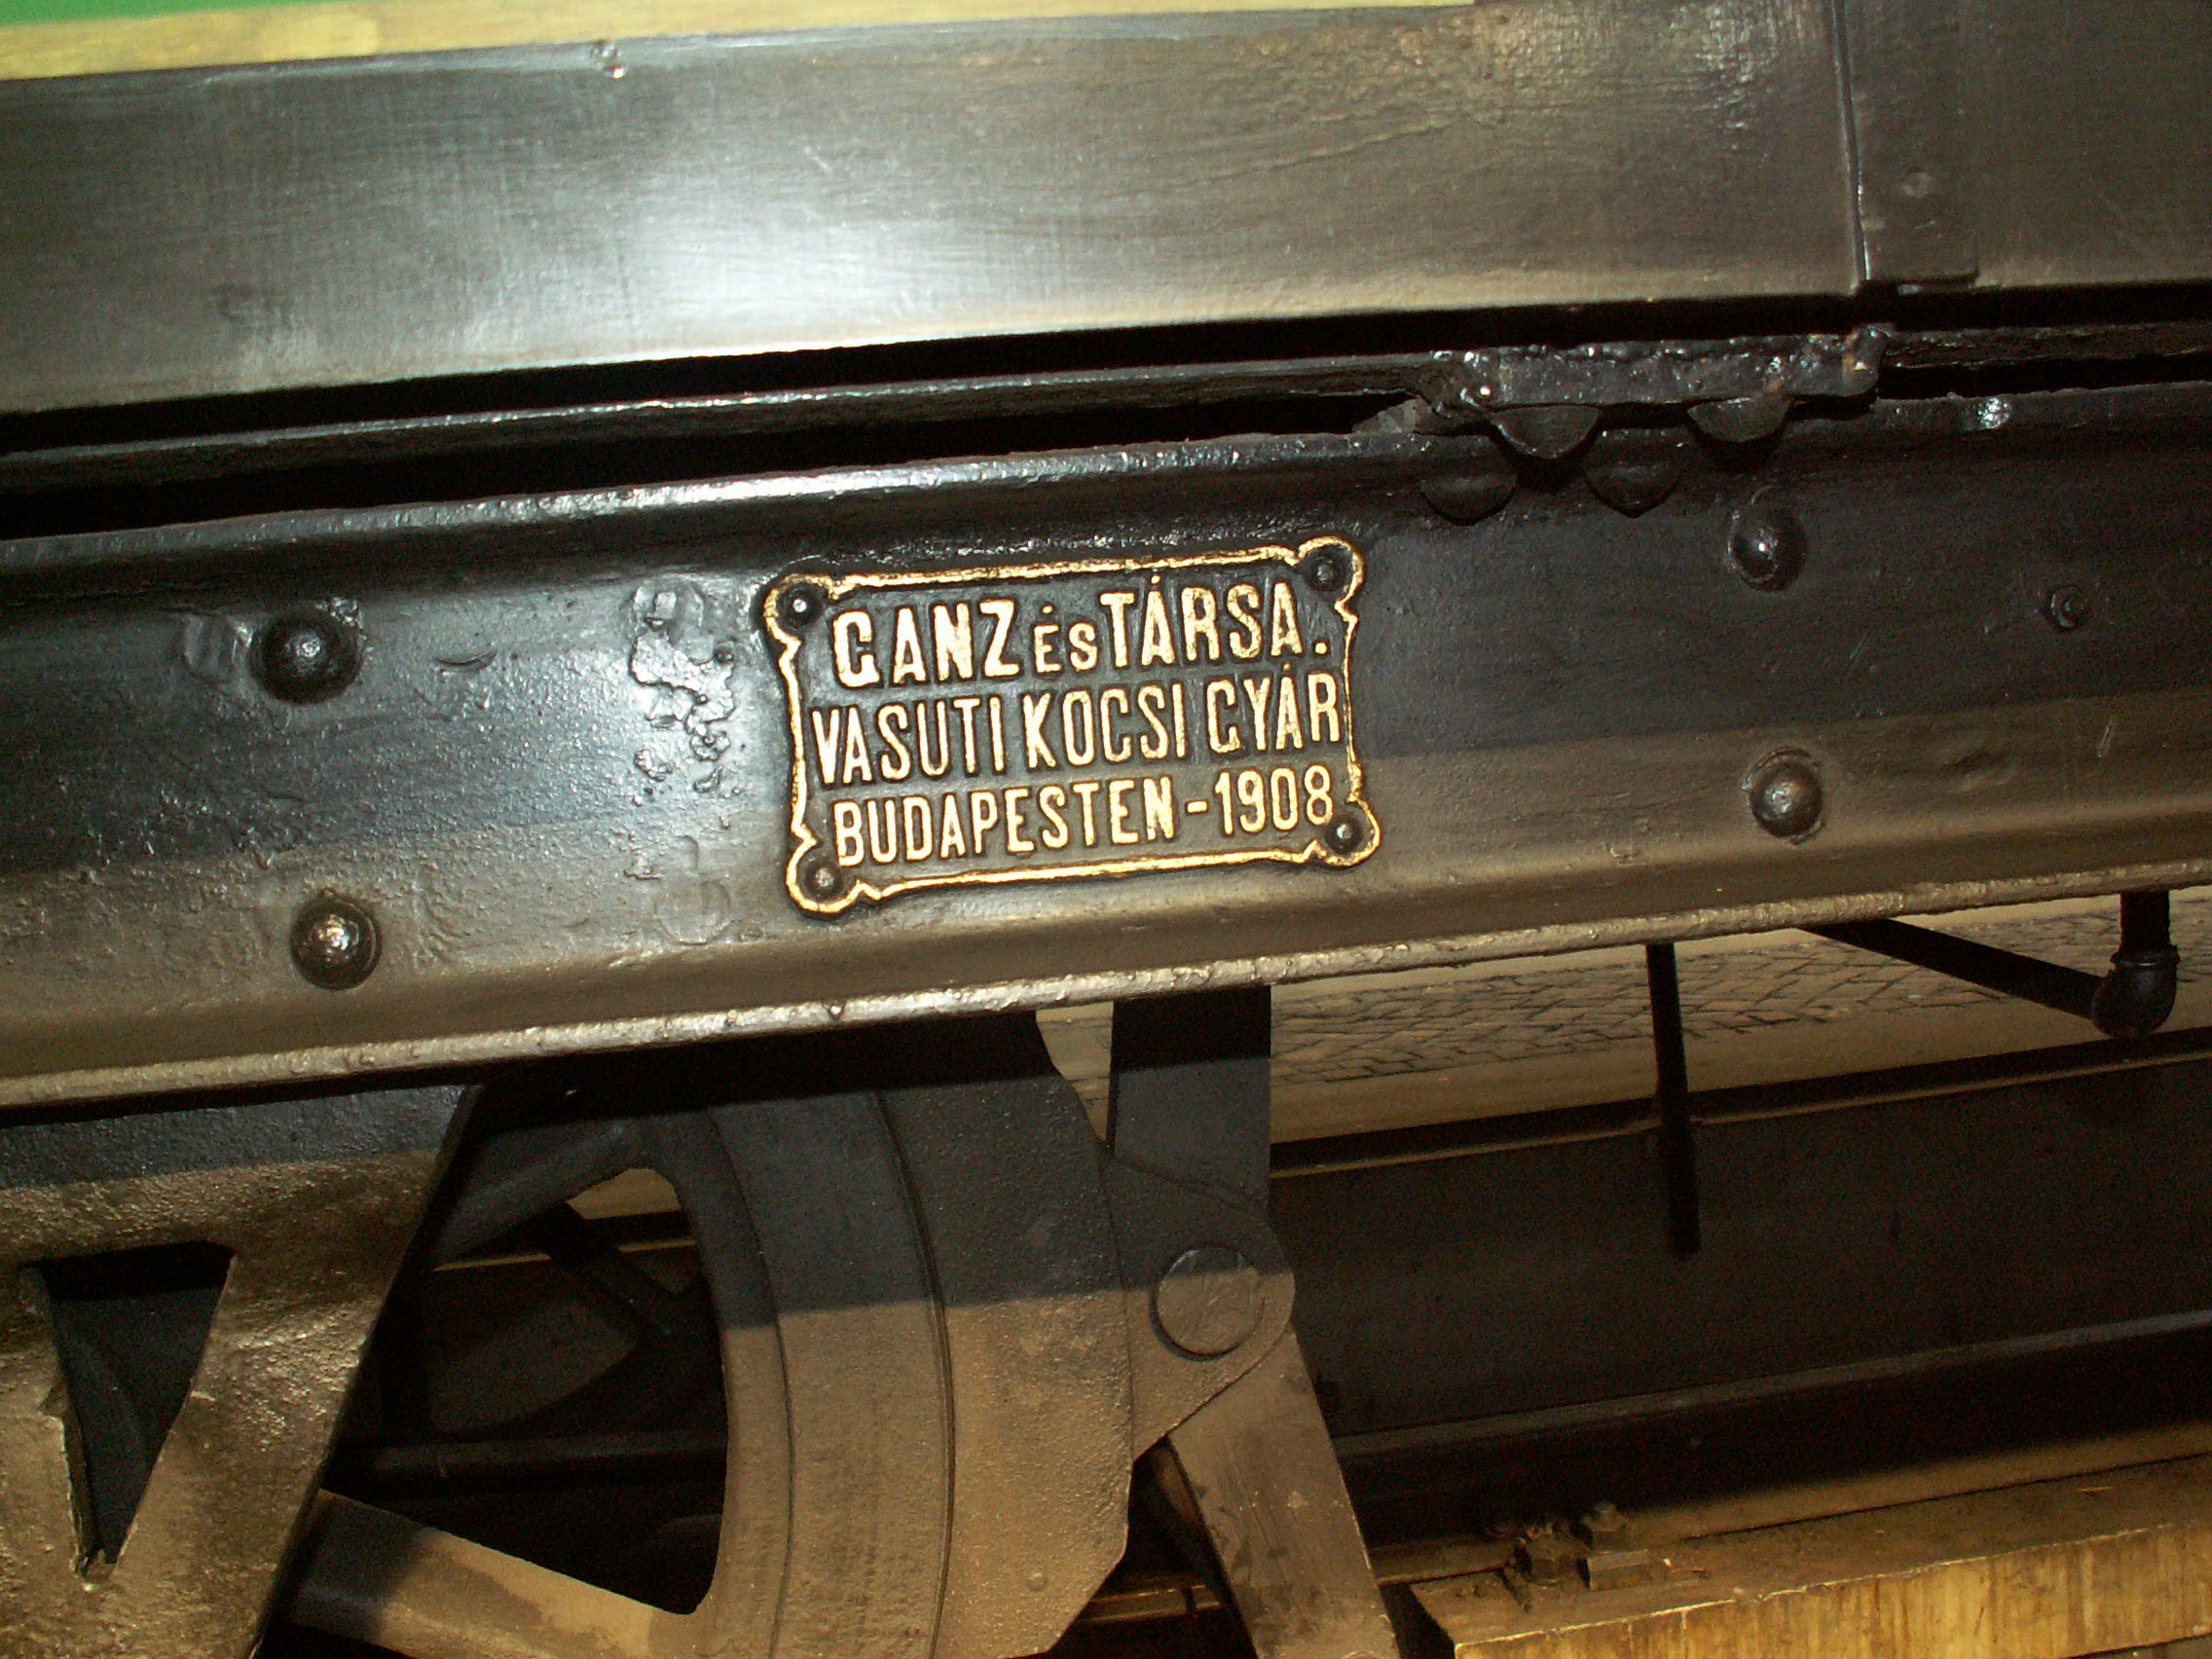 GANZ és TÁRSA.
VASUTI KOCSI GYÁR
BUDAPESTEN - 1908